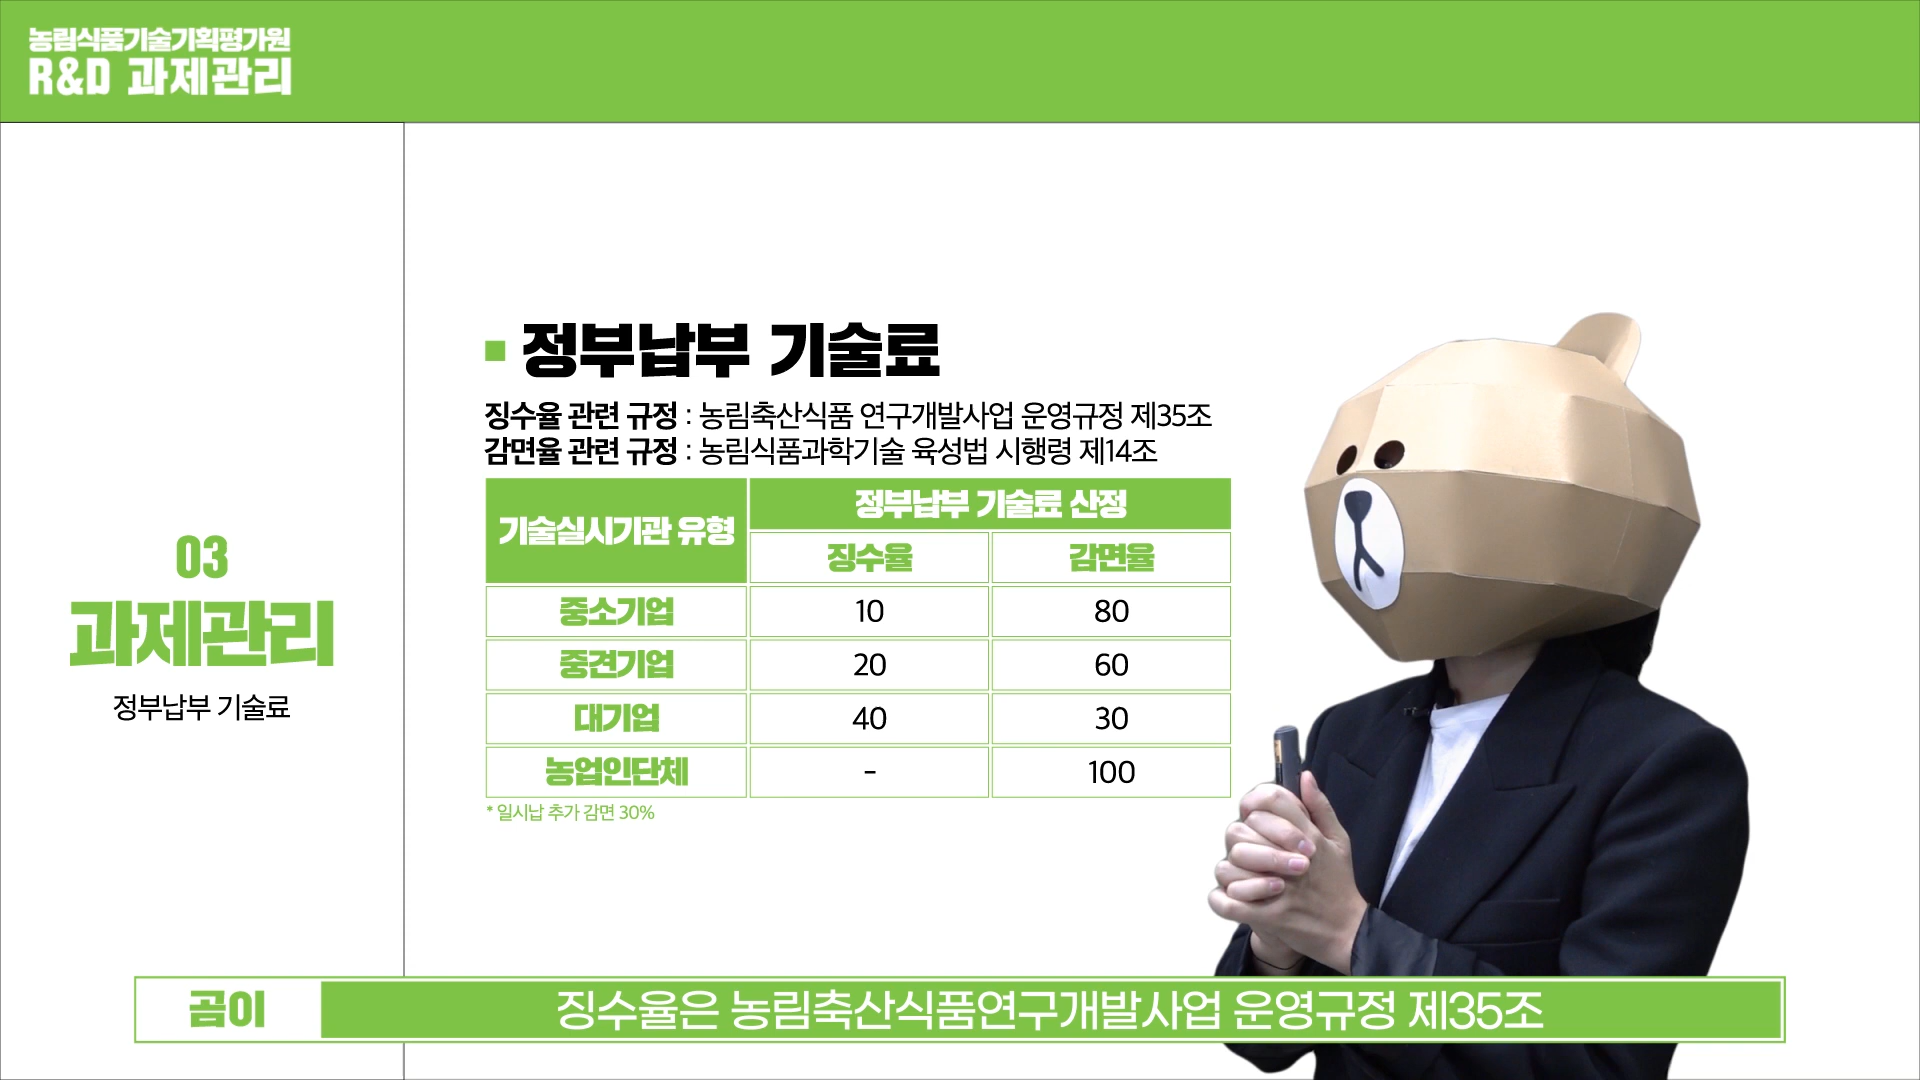 농림식품기술기획평가원
R&D 과제관리
03
과제관리
정부납부 기술료
■ 정부납부 기술료
징수율 관련 규정 : 농림축산식품 연구개발사업 운영규정 제35조
감면율 관련 규정 : 농림식품과학기술 육성법 시행령 제14조
기술실시기관 유형 정부납부 기술료 산정
징수율 감면율
중소기업 10 80
중견기업 20 60
대기업 40 30
농업인단체 - 100
* 일시납 추가 감면 30%
곰이 징수율은 농림축산식품연구개발사업 운영규정 제35조